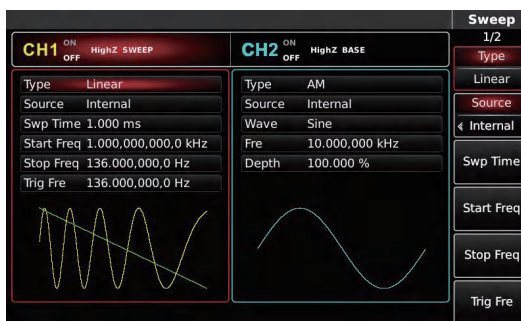 Sweep
1/2
CH1 ON OFF HighZ SWEEP
CH2 ON OFF HighZ BASE
Type Linear
Source Internal
Swp Time 1.000 ms
Start Freq 1.000,000,000,0 kHz
Stop Freq 136.000,000,0 Hz
Trig Fre 136.000,000,0 Hz
Type AM
Source Internal
Wave Sine
Fre 10.000,000 kHz
Depth 100.000 %
Type
Linear
Source
Internal
Swp Time
Start Freq
Stop Freq
Trig Fre